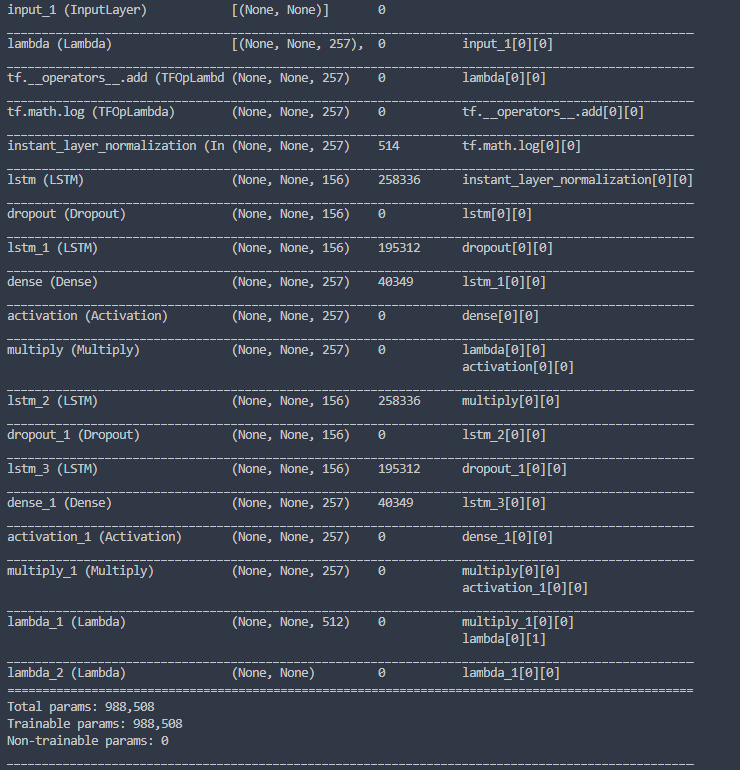 input_1 (InputLayer) [(None, None)] 0
lambda (Lambda) [(None, None, 257), 0 input_1[0][0]
tf.__operators__.add (TFOpLambd (None, None, 257) 0 lambda[0][0]
tf.math.log (TFOpLambda) (None, None, 257) 0 tf.__operators__.add[0][0]
instant_layer_normalization (In (None, None, 257) 514 tf.math.log[0][0]
lstm (LSTM) (None, None, 156) 258336 instant_layer_normalization[0][0]
dropout (Dropout) (None, None, 156) 0 lstm[0][0]
lstm_1 (LSTM) (None, None, 156) 195312 dropout[0][0]
dense (Dense) (None, None, 257) 40349 lstm_1[0][0]
activation (Activation) (None, None, 257) 0 dense[0][0]
multiply (Multiply) (None, None, 257) 0 lambda[0][0]
activation[0][0]
lstm_2 (LSTM) (None, None, 156) 258336 multiply[0][0]
dropout_1 (Dropout) (None, None, 156) 0 lstm_2[0][0]
lstm_3 (LSTM) (None, None, 156) 195312 dropout_1[0][0]
dense_1 (Dense) (None, None, 257) 40349 lstm_3[0][0]
activation_1 (Activation) (None, None, 257) 0 dense_1[0][0]
multiply_1 (Multiply) (None, None, 257) 0 multiply[0][0]
activation_1[0][0]
lambda_1 (Lambda) (None, None, 512) 0 multiply_1[0][0]
lambda[0][1]
lambda_2 (Lambda) (None, None) 0 lambda_1[0][0]
Total params: 988,508
Trainable params: 988,508
Non-trainable params: 0